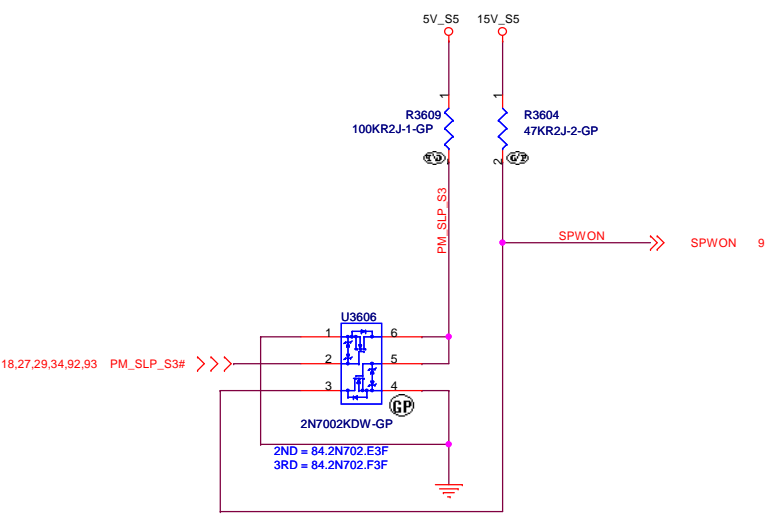 5V_S5 15V_S5
1 1
R3609
100KR2J-1-GP
R3604
47KR2J-2-GP
2
PM_SLP_S3
SPWON
SPWON 9
U3606
1 6
18,27,29,34,92,93 PM_SLP_S3#
2 5
3 4
GP
2N7002KDW-GP
2ND = 84.2N702.E3F
3RD = 84.2N702.F3F